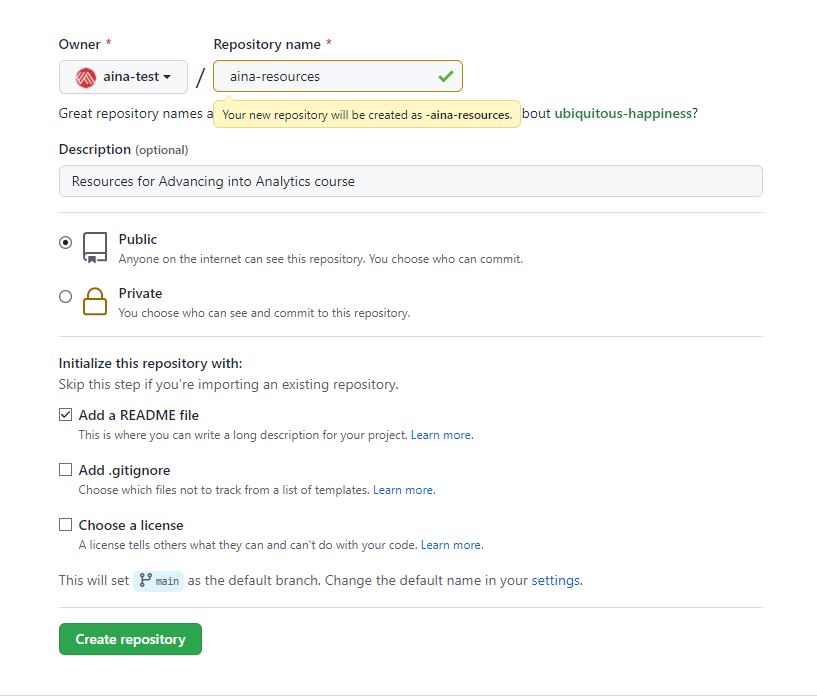 Owner * Repository name *
aina-test / aina-resources
Great repository names a
Your new repository will be created as -aina-resources.
bout ubiquitous-happiness?
Description (optional)
Resources for Advancing into Analytics course
Public
Anyone on the internet can see this repository. You choose who can commit.
Private
You choose who can see and commit to this repository.
Initialize this repository with:
Skip this step if you’re importing an existing repository.
Add a README file
This is where you can write a long description for your project. Learn more.
Add .gitignore
Choose which files not to track from a list of templates. Learn more.
Choose a license
A license tells others what they can and can't do with your code. Learn more.
This will set main as the default branch. Change the default name in your settings.
Create repository